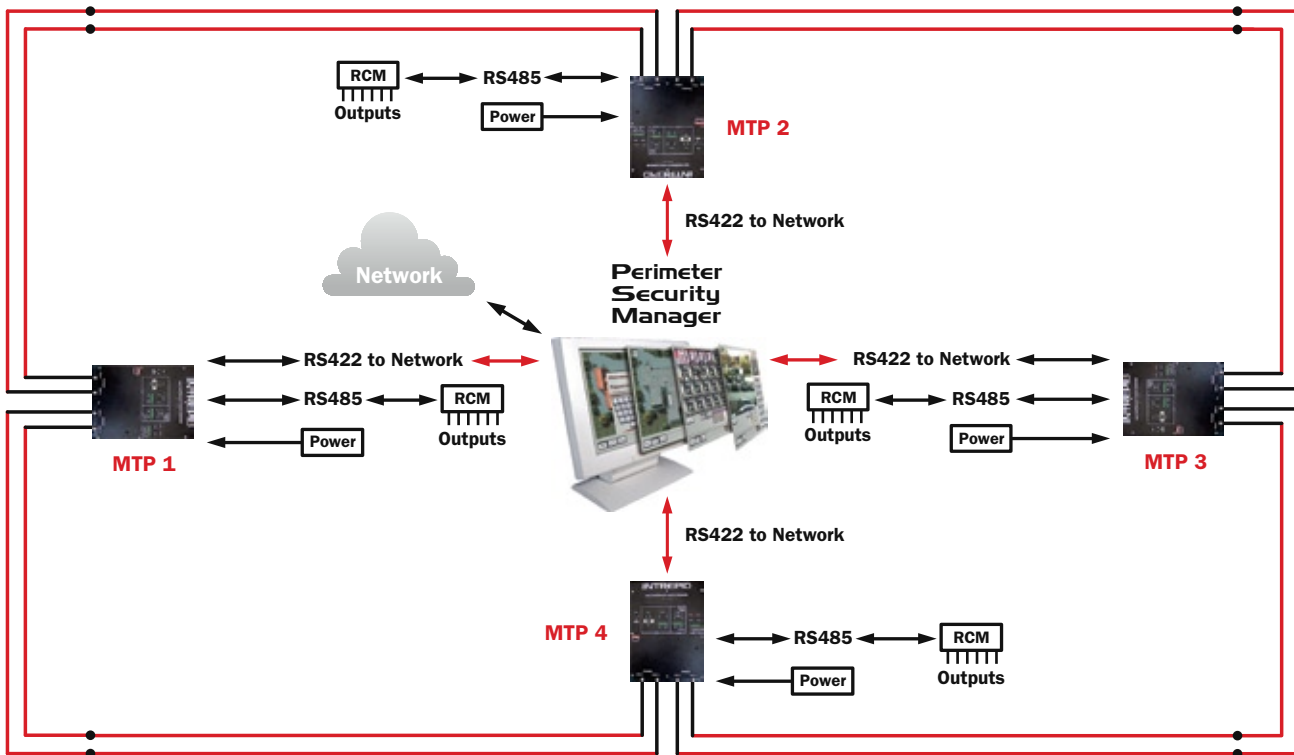 RCM
RS485
Outputs
Power
MTP 2
RS422 to Network
Network
Perimeter
Security
Manager
RS422 to Network
RS485
RCM
Outputs
Power
MTP 1
RS422 to Network
RCM
RS485
Outputs
Power
MTP 3
RS422 to Network
INTREPID
MTP 4
RS485
RCM
Outputs
Power